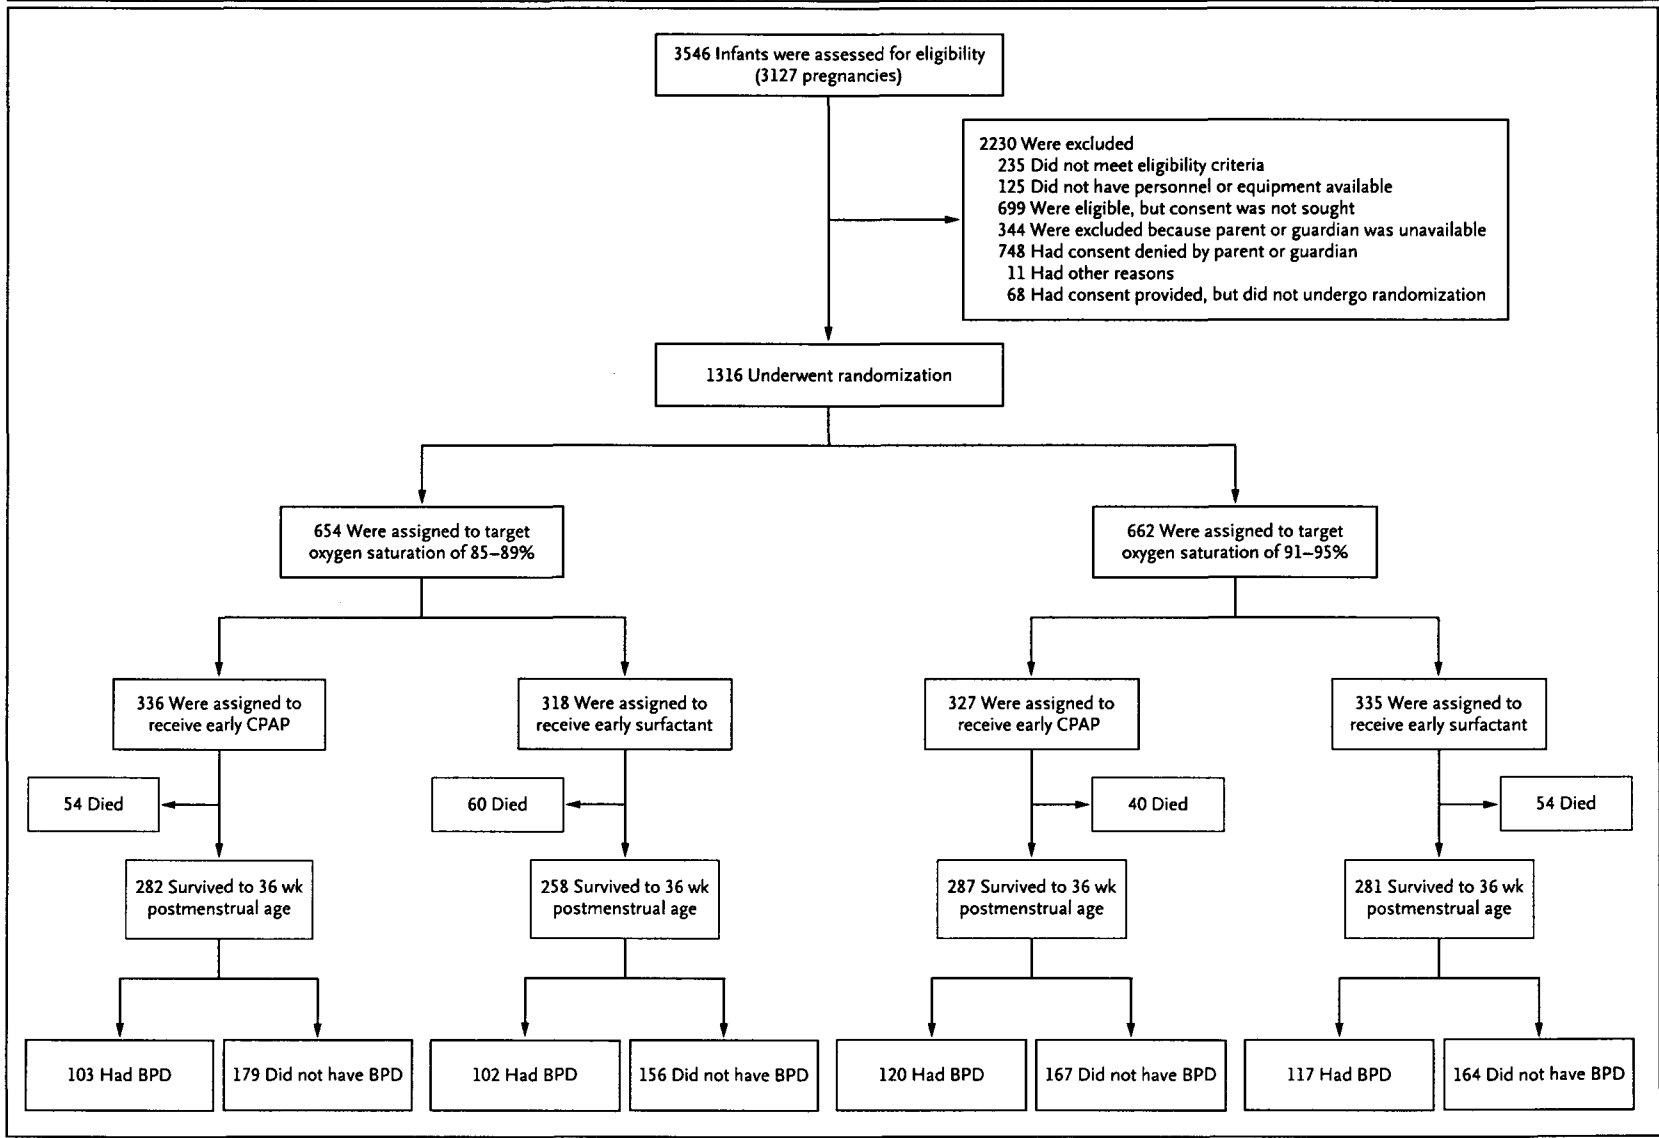 3546 Infants were assessed for eligibility
(3127 pregnancies)
2230 Were excluded
235 Did not meet eligibility criteria
125 Did not have personnel or equipment available
699 Were eligible, but consent was not sought
344 Were excluded because parent or guardian was unavailable
748 Had consent denied by parent or guardian
11 Had other reasons
68 Had consent provided, but did not undergo randomization
1316 Underwent randomization
654 Were assigned to target
oxygen saturation of 85–89%
662 Were assigned to target
oxygen saturation of 91–95%
336 Were assigned to
receive early CPAP
318 Were assigned to
receive early surfactant
327 Were assigned to
receive early CPAP
335 Were assigned to
receive early surfactant
54 Died
60 Died
40 Died
54 Died
282 Survived to 36 wk
postmenstrual age
258 Survived to 36 wk
postmenstrual age
287 Survived to 36 wk
postmenstrual age
281 Survived to 36 wk
postmenstrual age
103 Had BPD
179 Did not have BPD
102 Had BPD
156 Did not have BPD
120 Had BPD
167 Did not have BPD
117 Had BPD
164 Did not have BPD